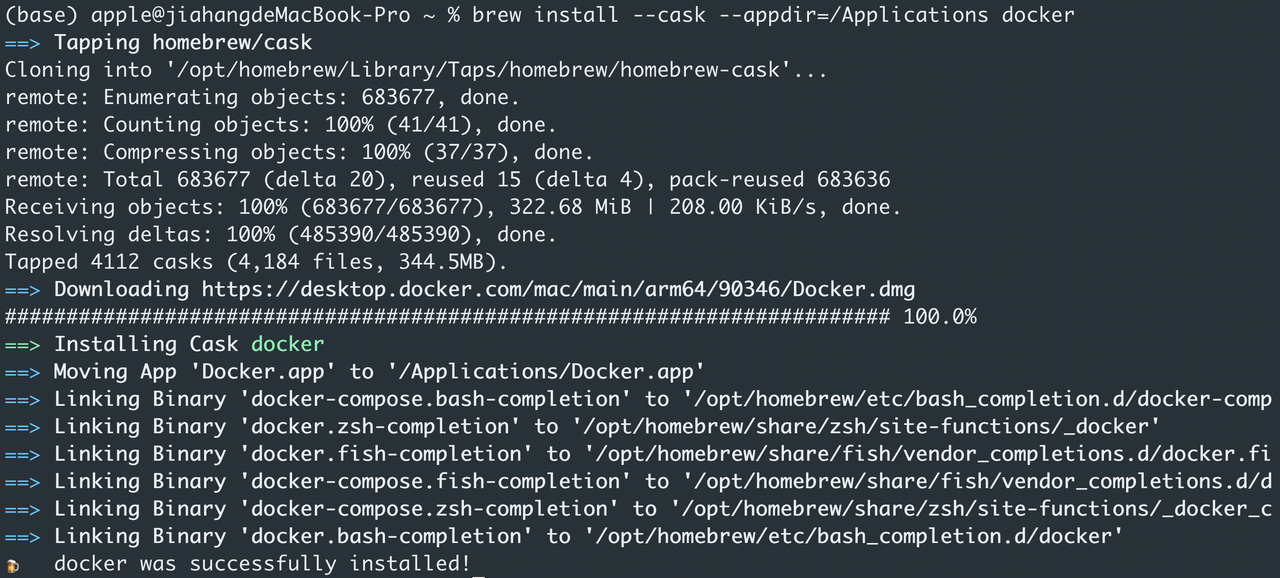 (base) apple@jiahangdeMacBook-Pro ~ % brew install --cask --appdir=/Applications docker
==> Tapping homebrew/cask
Cloning into '/opt/homebrew/Library/Taps/homebrew/homebrew-cask'...
remote: Enumerating objects: 683677, done.
remote: Counting objects: 100% (41/41), done.
remote: Compressing objects: 100% (37/37), done.
remote: Total 683677 (delta 20), reused 15 (delta 4), pack-reused 683636
Receiving objects: 100% (683677/683677), 322.68 MiB | 208.00 KiB/s, done.
Resolving deltas: 100% (485390/485390), done.
Tapped 4112 casks (4,184 files, 344.5MB).
==> Downloading https://desktop.docker.com/mac/main/arm64/90346/Docker.dmg
######################################################################## 100.0%
==> Installing Cask docker
==> Moving App 'Docker.app' to '/Applications/Docker.app'
==> Linking Binary 'docker-compose.bash-completion' to '/opt/homebrew/etc/bash_completion.d/docker-comp
==> Linking Binary 'docker.zsh-completion' to '/opt/homebrew/share/zsh/site-functions/_docker'
==> Linking Binary 'docker.fish-completion' to '/opt/homebrew/share/fish/vendor_completions.d/docker.fi
==> Linking Binary 'docker-compose.fish-completion' to '/opt/homebrew/share/fish/vendor_completions.d/d
==> Linking Binary 'docker-compose.zsh-completion' to '/opt/homebrew/share/zsh/site-functions/_docker_c
==> Linking Binary 'docker.bash-completion' to '/opt/homebrew/etc/bash_completion.d/docker'
🍺 docker was successfully installed!